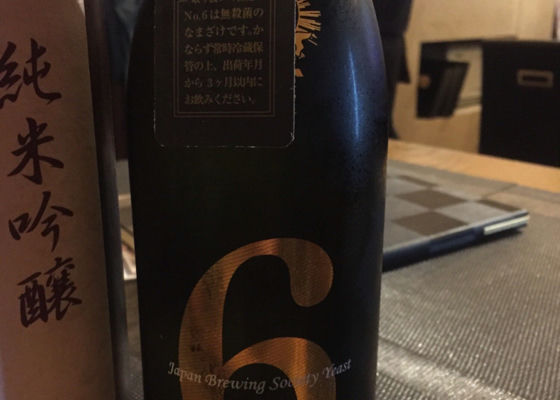 純米吟醸
No.6は無殺菌の
なまざけです。か
ならず常時冷蔵保
管の上、出荷年月
から3ヶ月以内に
お飲みください。
6
Japan Brewing Society Yeast